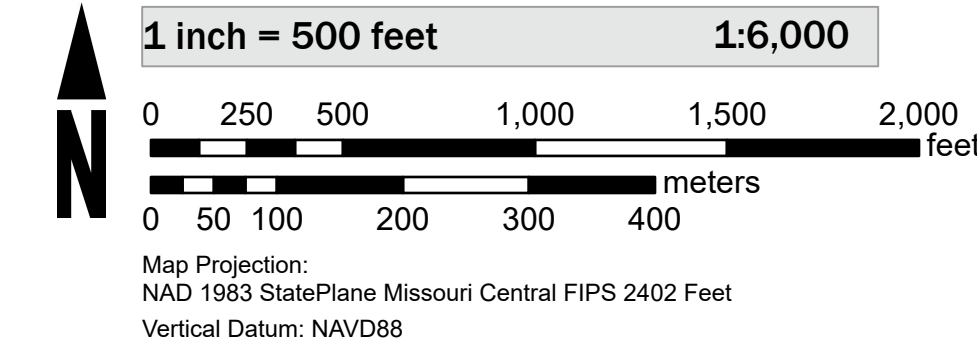 1 inch = 500 feet 1:6,000
0 250 500 1,000 1,500 2,000
feet
meters
0 50 100 200 300 400
N
Map Projection:
NAD 1983 StatePlane Missouri Central FIPS 2402 Feet
Vertical Datum: NAVD88